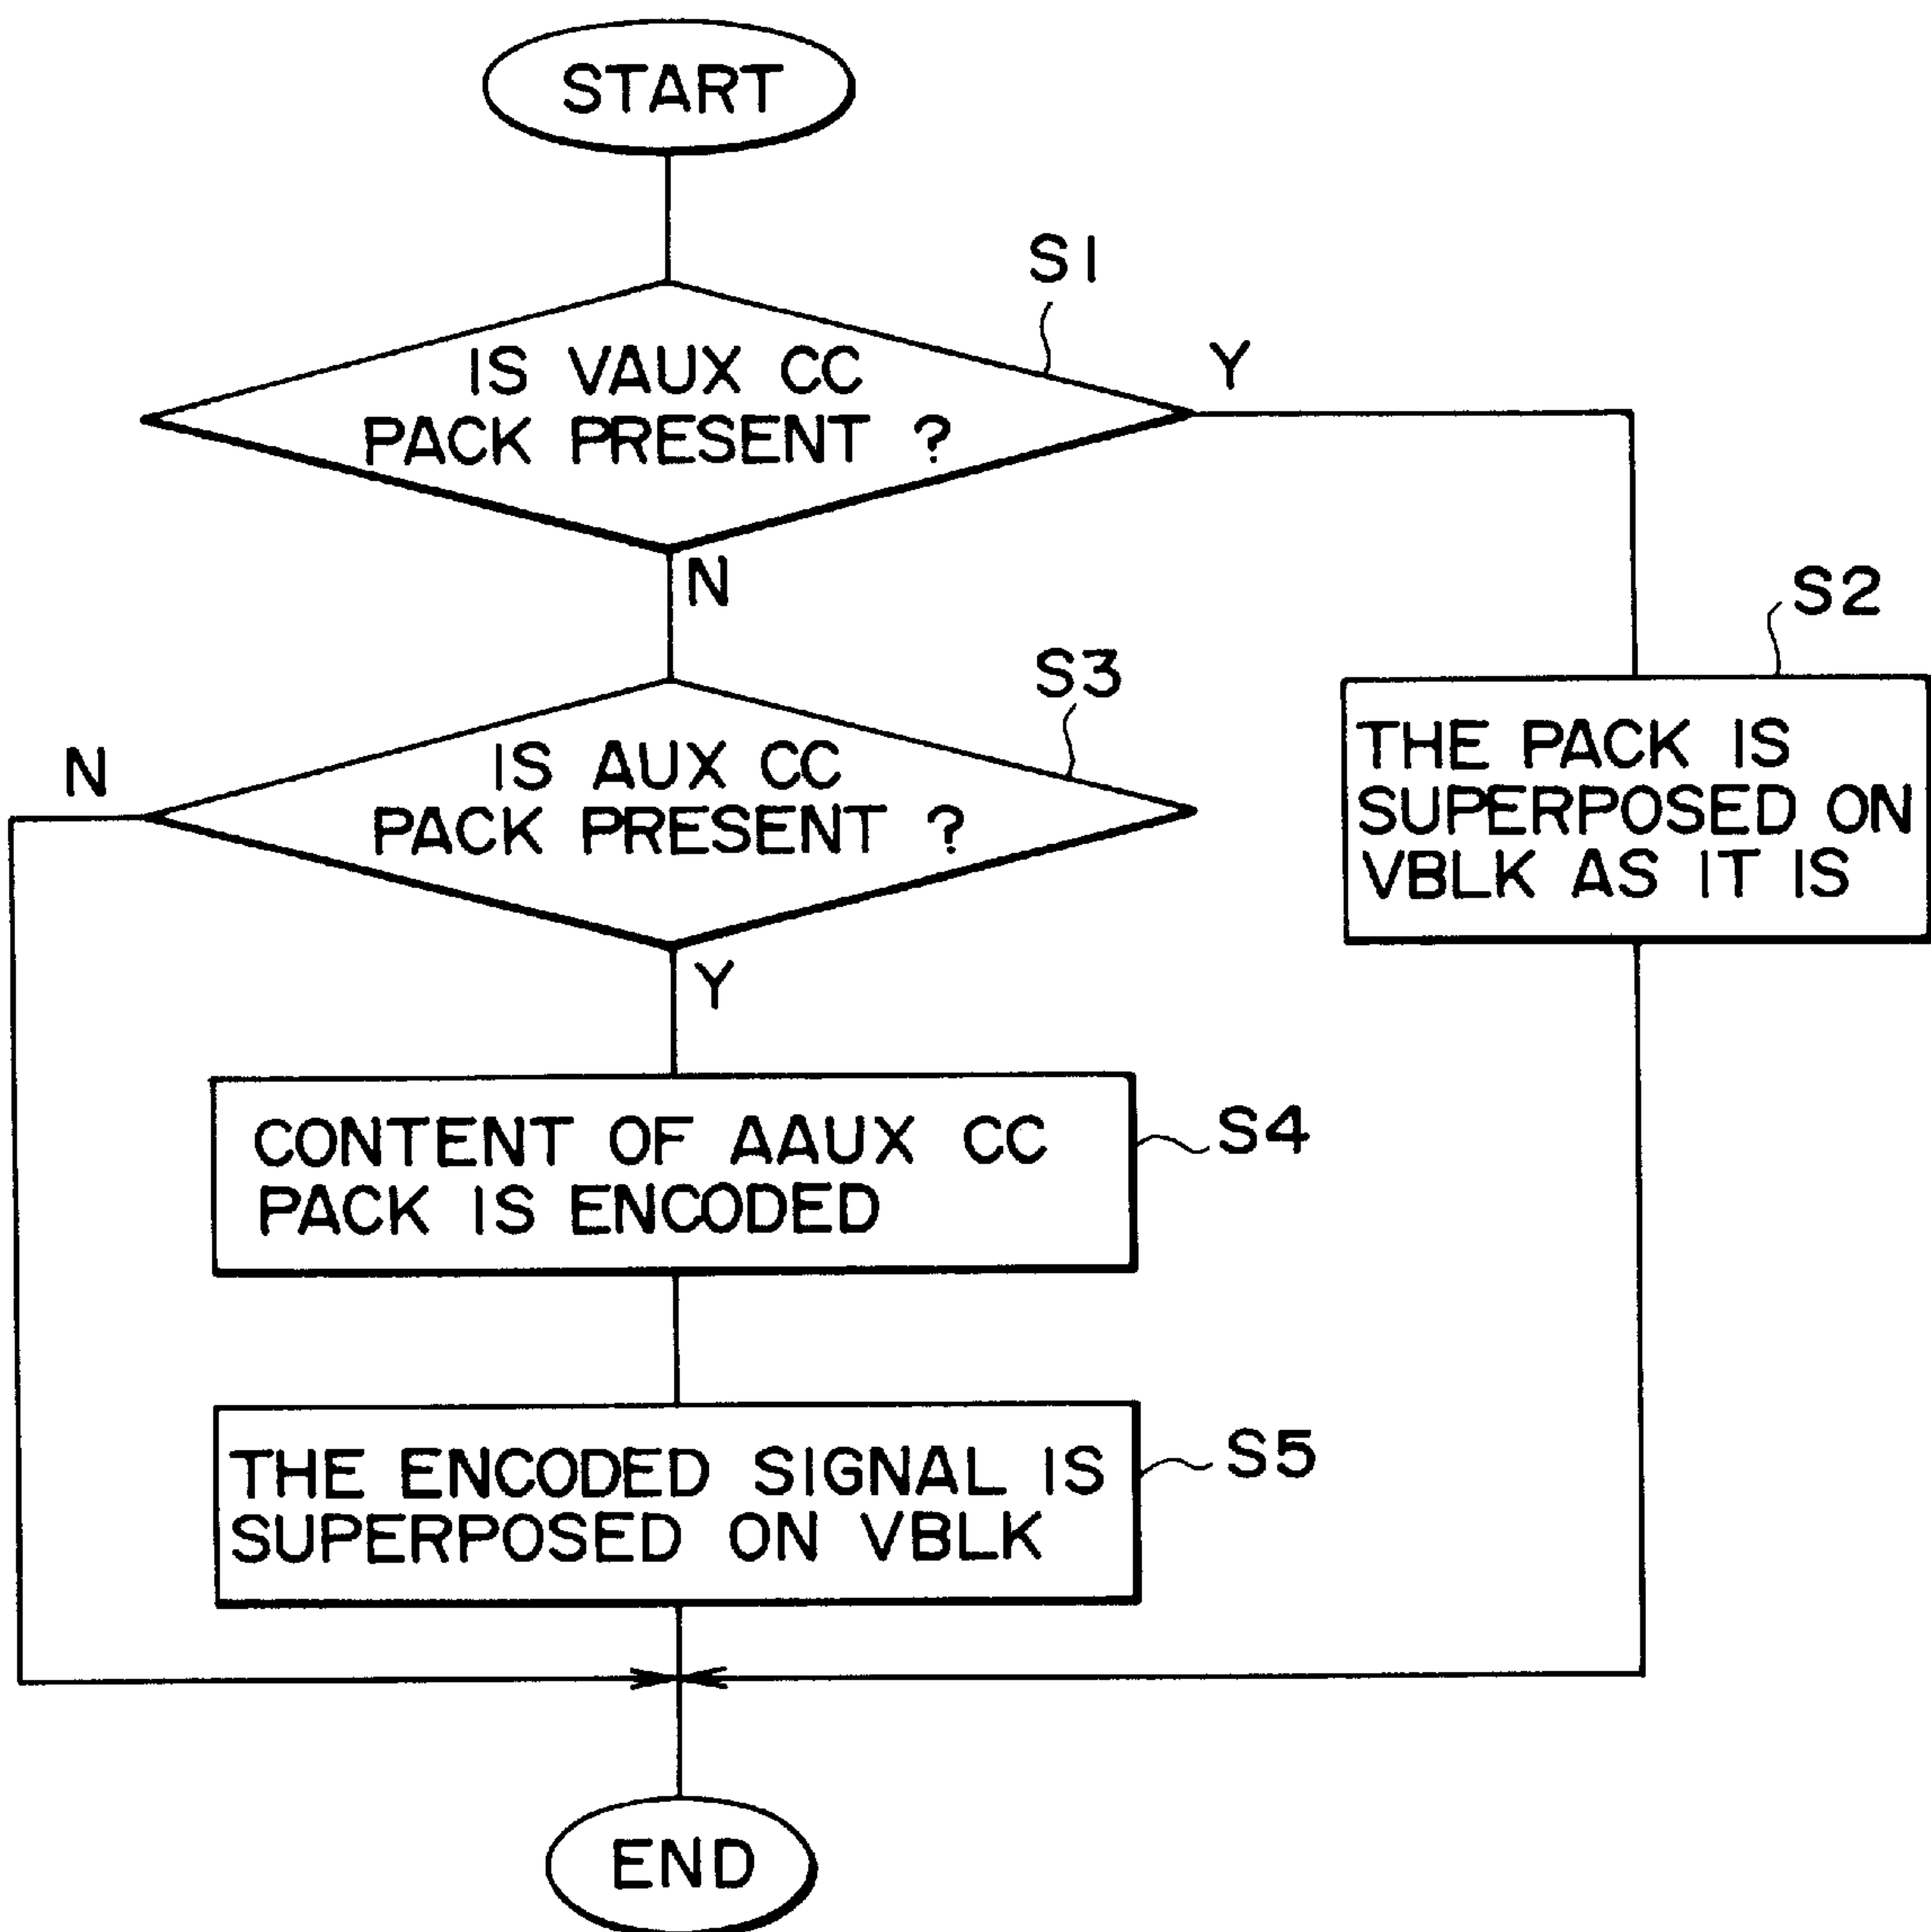 START
S1
IS VAUX CC
PACK PRESENT ?
Y
N
S2
THE PACK IS
SUPERPOSED ON
VBLK AS IT IS
S3
IS AUX CC
PACK PRESENT ?
N
Y
CONTENT OF AAUX CC
PACK IS ENCODED
S4
THE ENCODED SIGNAL IS
SUPERPOSED ON VBLK
S5
END